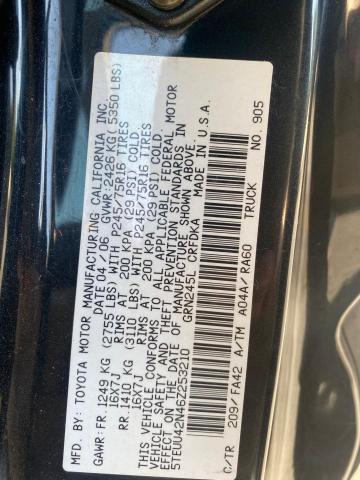 MFD. BY: TOYOTA MOTOR MANUFACTURING CALIFORNIA INC.
DATE: 04 / 06 GVWR: 2426 KG( 5350 LBS)
GAWR:FR. 1249 KG (2755 LBS) WITH P245/75R16 TIRES
16X7J RIMS AT 200 KPA (29 PSI) COLD.
RR. 1410 KG (3110 LBS) WITH P245/75R16 TIRES
16X7J RIMS AT 200 KPA (29 PSI) COLD.
THIS VEHICLE CONFORMS TO ALL APPLICABLE FEDERAL MOTOR
VEHICLE SAFETY AND THEFT PREVENTION STANDARDS IN
EFFECT ON THE DATE OF MANUFACTURE SHOWN ABOVE.
5TEUU42N46Z253210 GRN245L CRFDKA MADE IN U.S.A.
TRUCK
C/TR 209/FA42 A/TM A04A/RA60
NO. 905